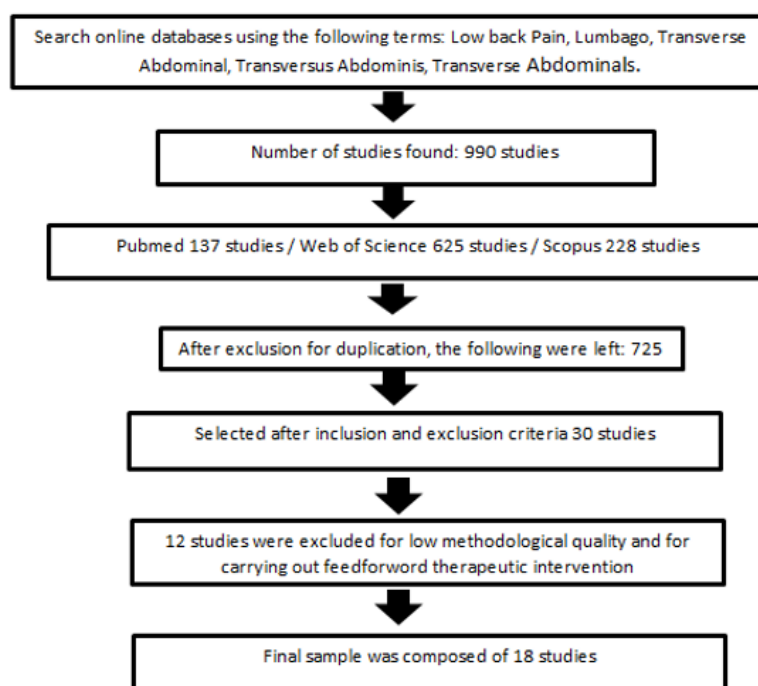 Search online databases using the following terms: Low back Pain, Lumbago, Transverse
Abdominal, Transversus Abdominis, Transverse Abdominals.
Number of studies found: 990 studies
Pubmed 137 studies / Web of Science 625 studies / Scopus 228 studies
After exclusion for duplication, the following were left: 725
Selected after inclusion and exclusion criteria 30 studies
12 studies were excluded for low methodological quality and for
carrying out feedforword therapeutic intervention
Final sample was composed of 18 studies